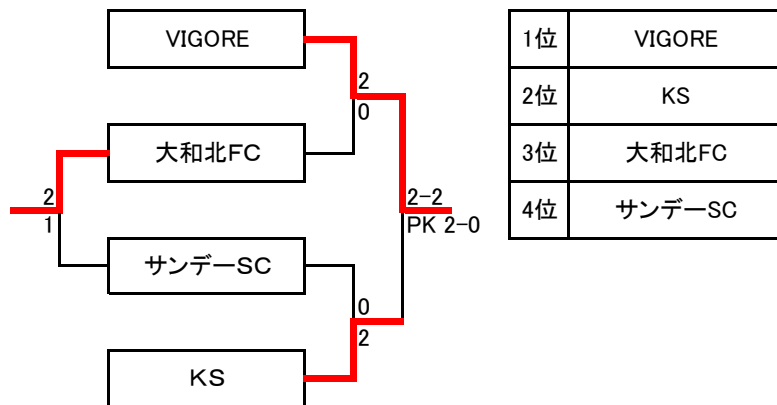 VIGORE
2
0
大和北FC
2
1
2-2
PK 2-0
サンデーSC
0
2
KS
1位 VIGORE
2位 KS
3位 大和北FC
4位 サンデーSC